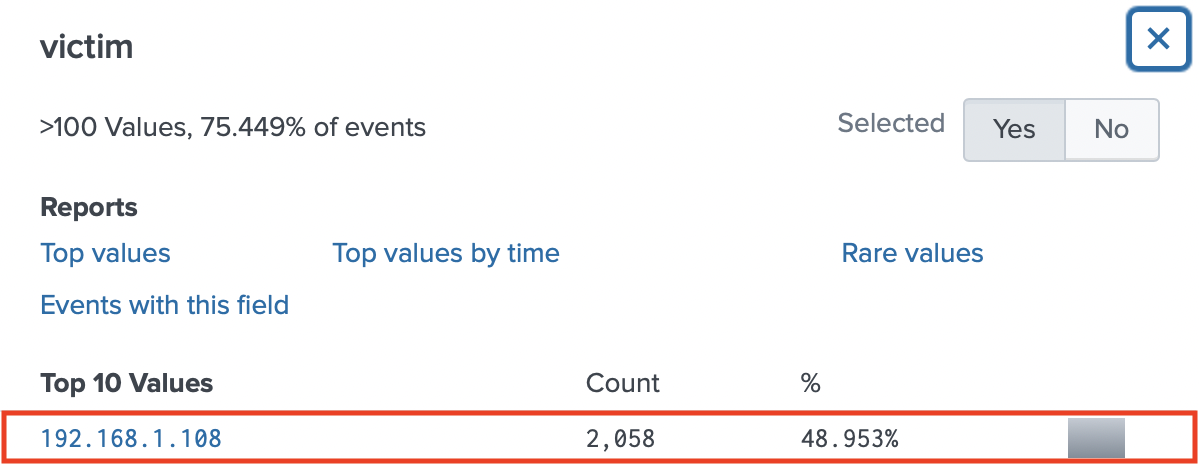 victim
>100 Values, 75.449% of events
Selected Yes No
Reports
Top values Top values by time Rare values
Events with this field
Top 10 Values Count %
192.168.1.108 2,058 48.953%